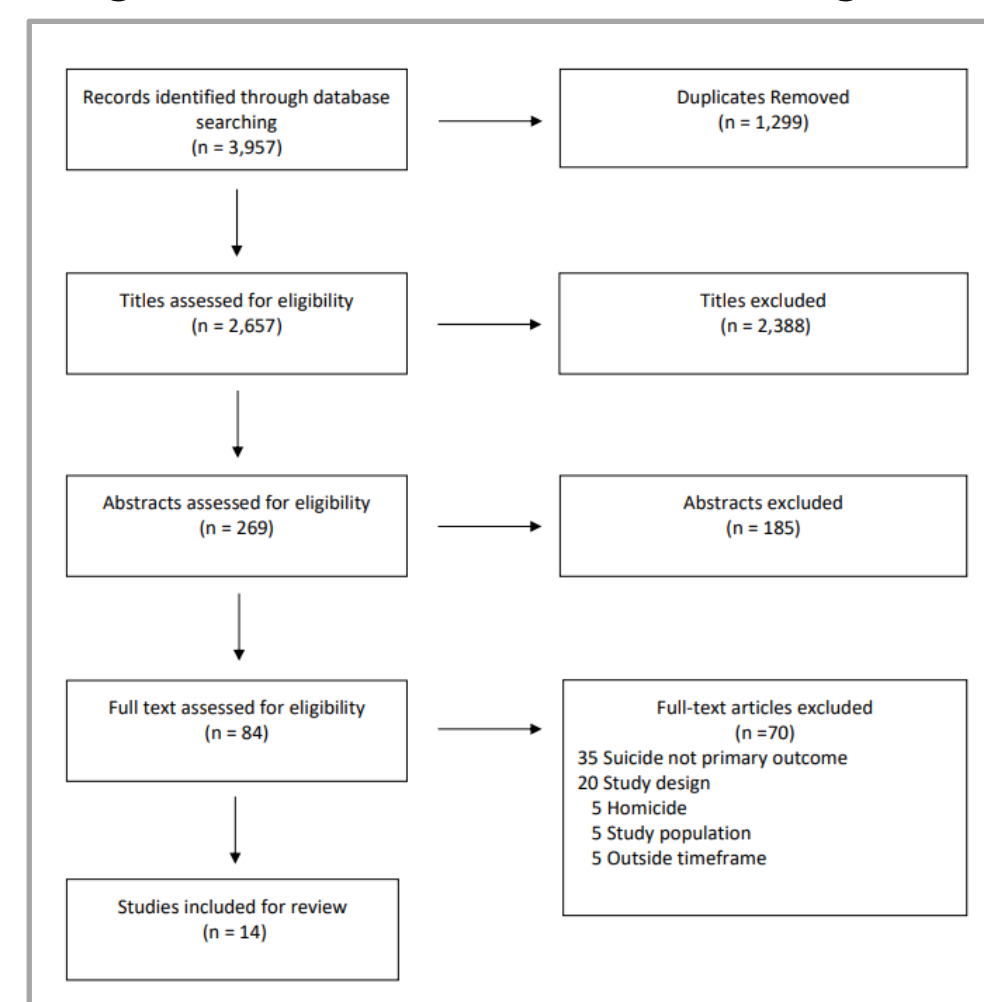 Records identified through database
searching
(n = 3,957)
Duplicates Removed
(n = 1,299)
Titles assessed for eligibility
(n = 2,657)
Titles excluded
(n = 2,388)
Abstracts assessed for eligibility
(n = 269)
Abstracts excluded
(n = 185)
Full text assessed for eligibility
(n = 84)
Full-text articles excluded
(n =70)
35 Suicide not primary outcome
20 Study design
5 Homicide
5 Study population
5 Outside timeframe
Studies included for review
(n = 14)